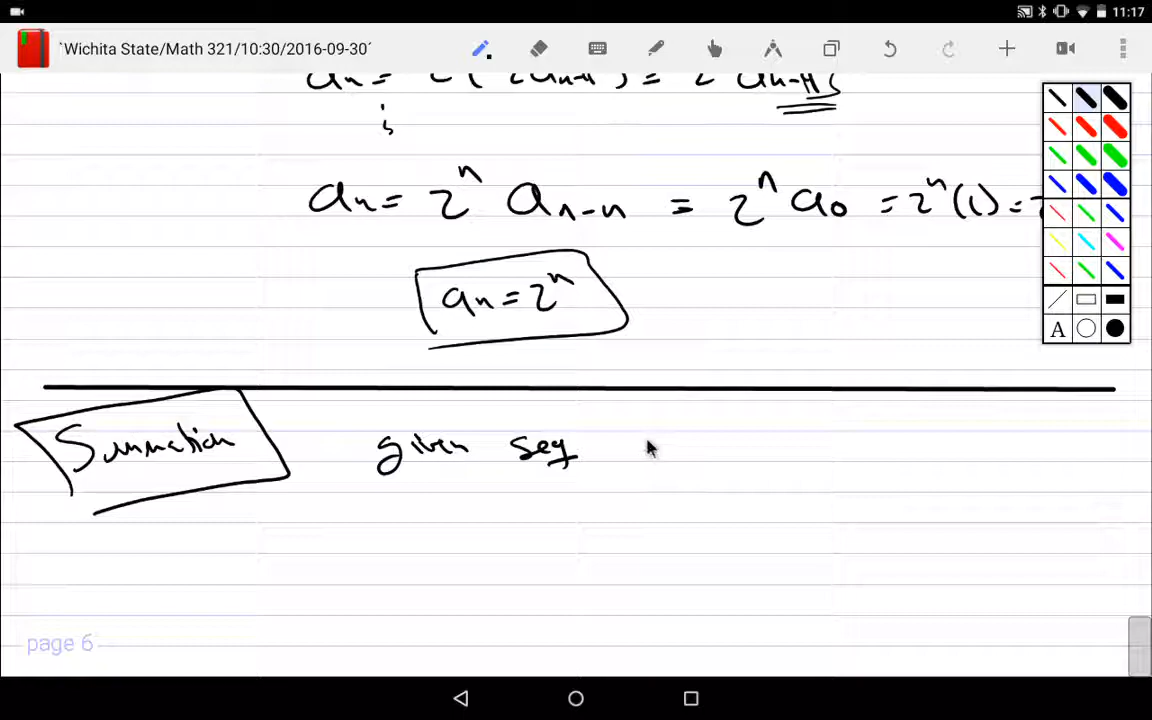 11:17
`Wichita State/Math 321/10:30/2016-09-30´
aₙ = 2ⁿ aₙ₋ₙ = 2ⁿ a₀ = 2ⁿ(1) =
aₙ = 2ⁿ
Summation given seq
A
page 6